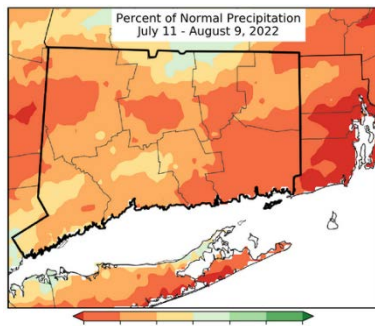 Percent of Normal Precipitation
July 11 - August 9, 2022